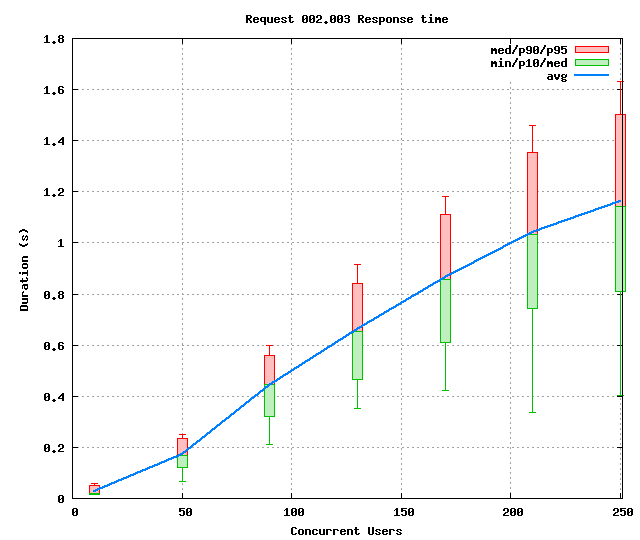 Request 002.003 Response time
1.8
1.6
1.4
1.2
1
0.8
0.6
0.4
0.2
0
Duration (s)
med/p90/p95
min/p10/med
avg
0 50 100 150 200 250
Concurrent Users